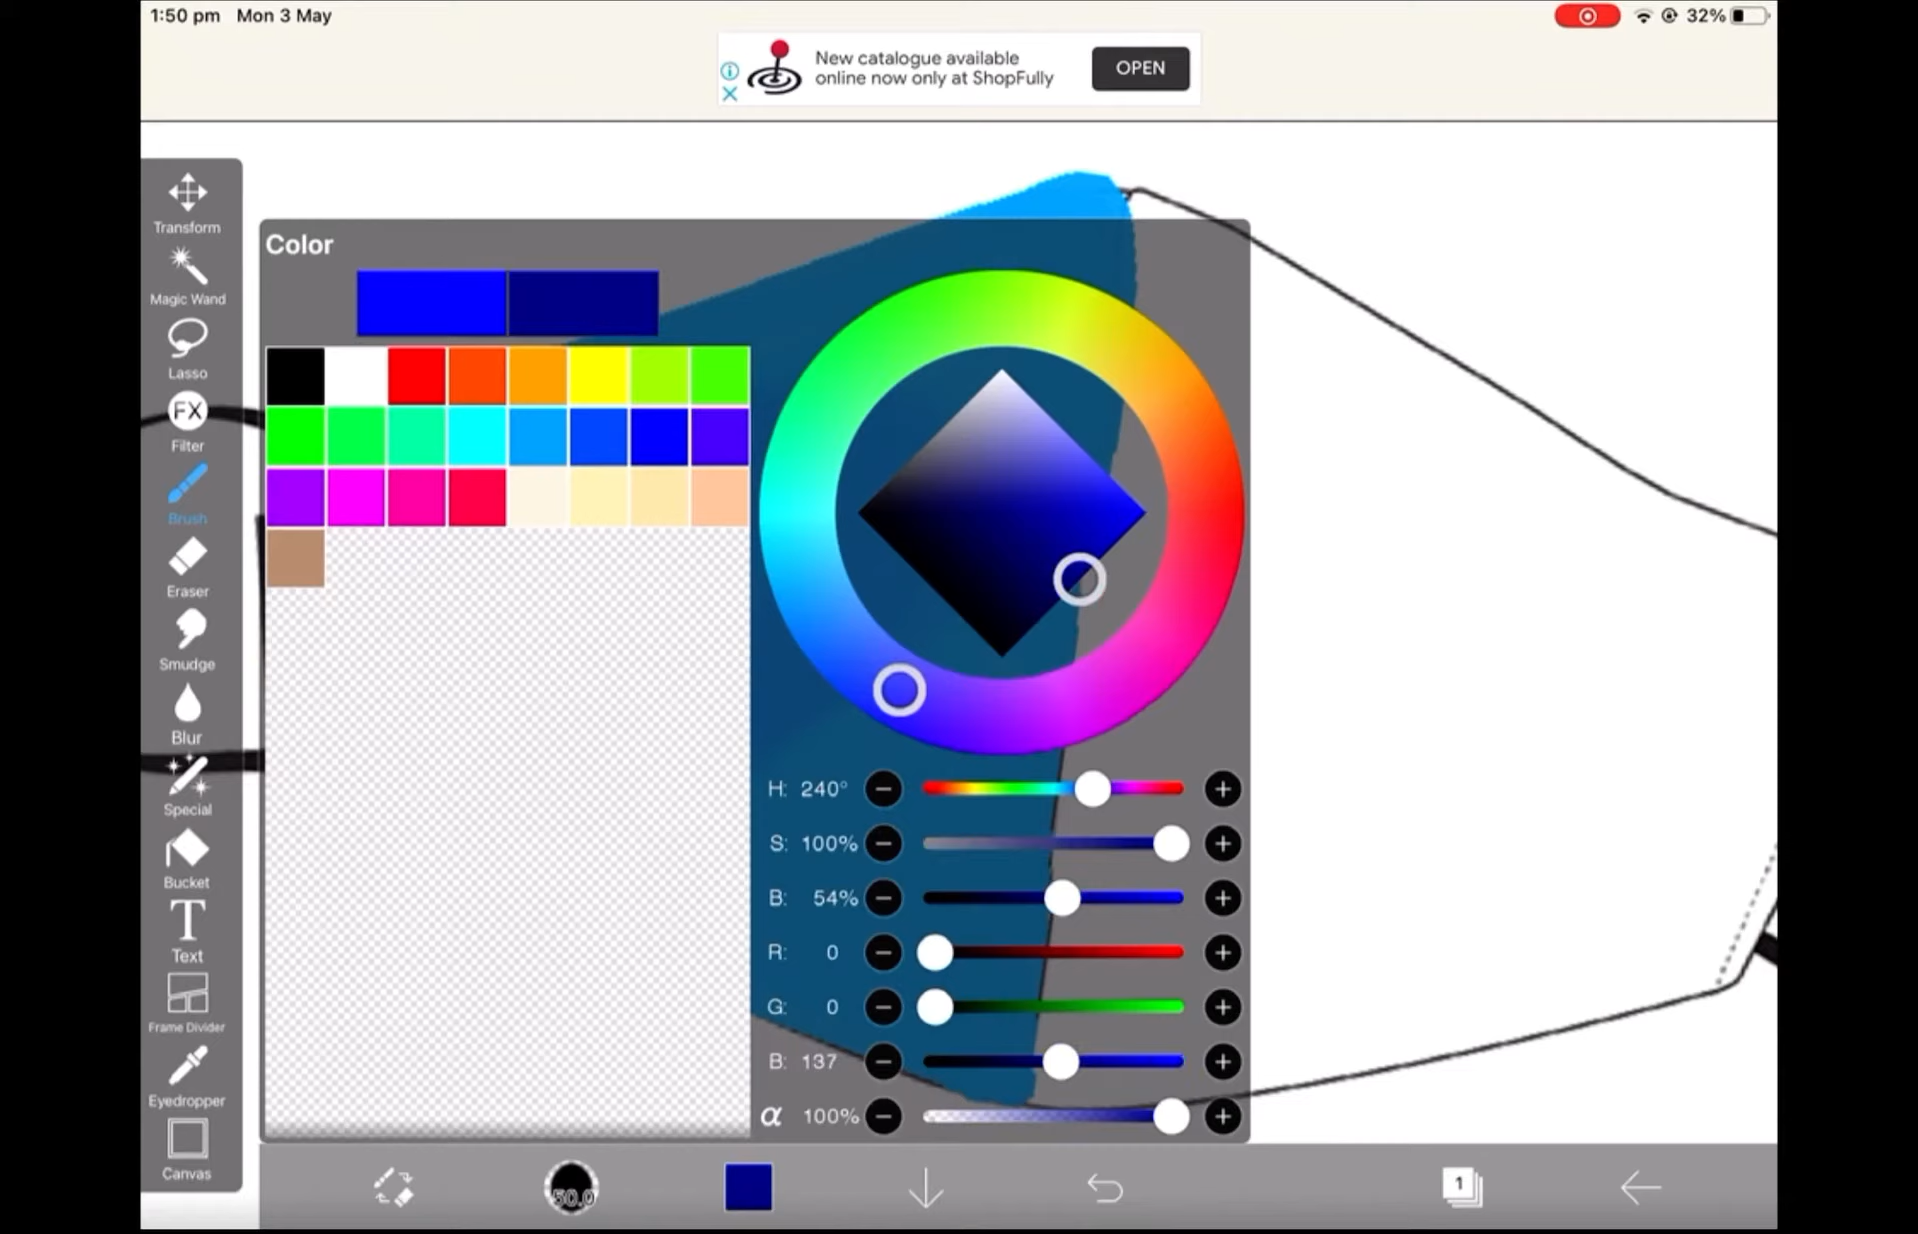 1:50 pm Mon 3 May
32%
New catalogue available
online now only at ShopFully
OPEN
Transform
Magic Wand
Lasso
FX
Filter
Brush
Eraser
Smudge
Blur
Special
Bucket
T
Text
Frame Divider
Eyedropper
Canvas
Color
H: 240°
S: 100%
B: 54%
R: 0
G: 0
B: 137
α 100%
50.0
1